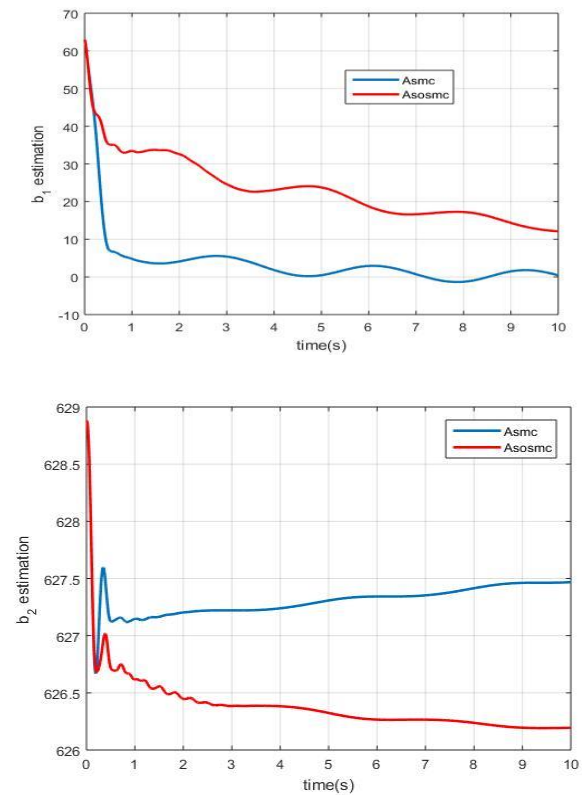 70
60
50
40
30
20
10
0
-10
b1 estimation
Asmc
Asosmc
0 1 2 3 4 5 6 7 8 9 10
time(s)
629
628.5
628
627.5
627
626.5
626
b2 estimation
Asmc
Asosmc
0 1 2 3 4 5 6 7 8 9 10
time(s)